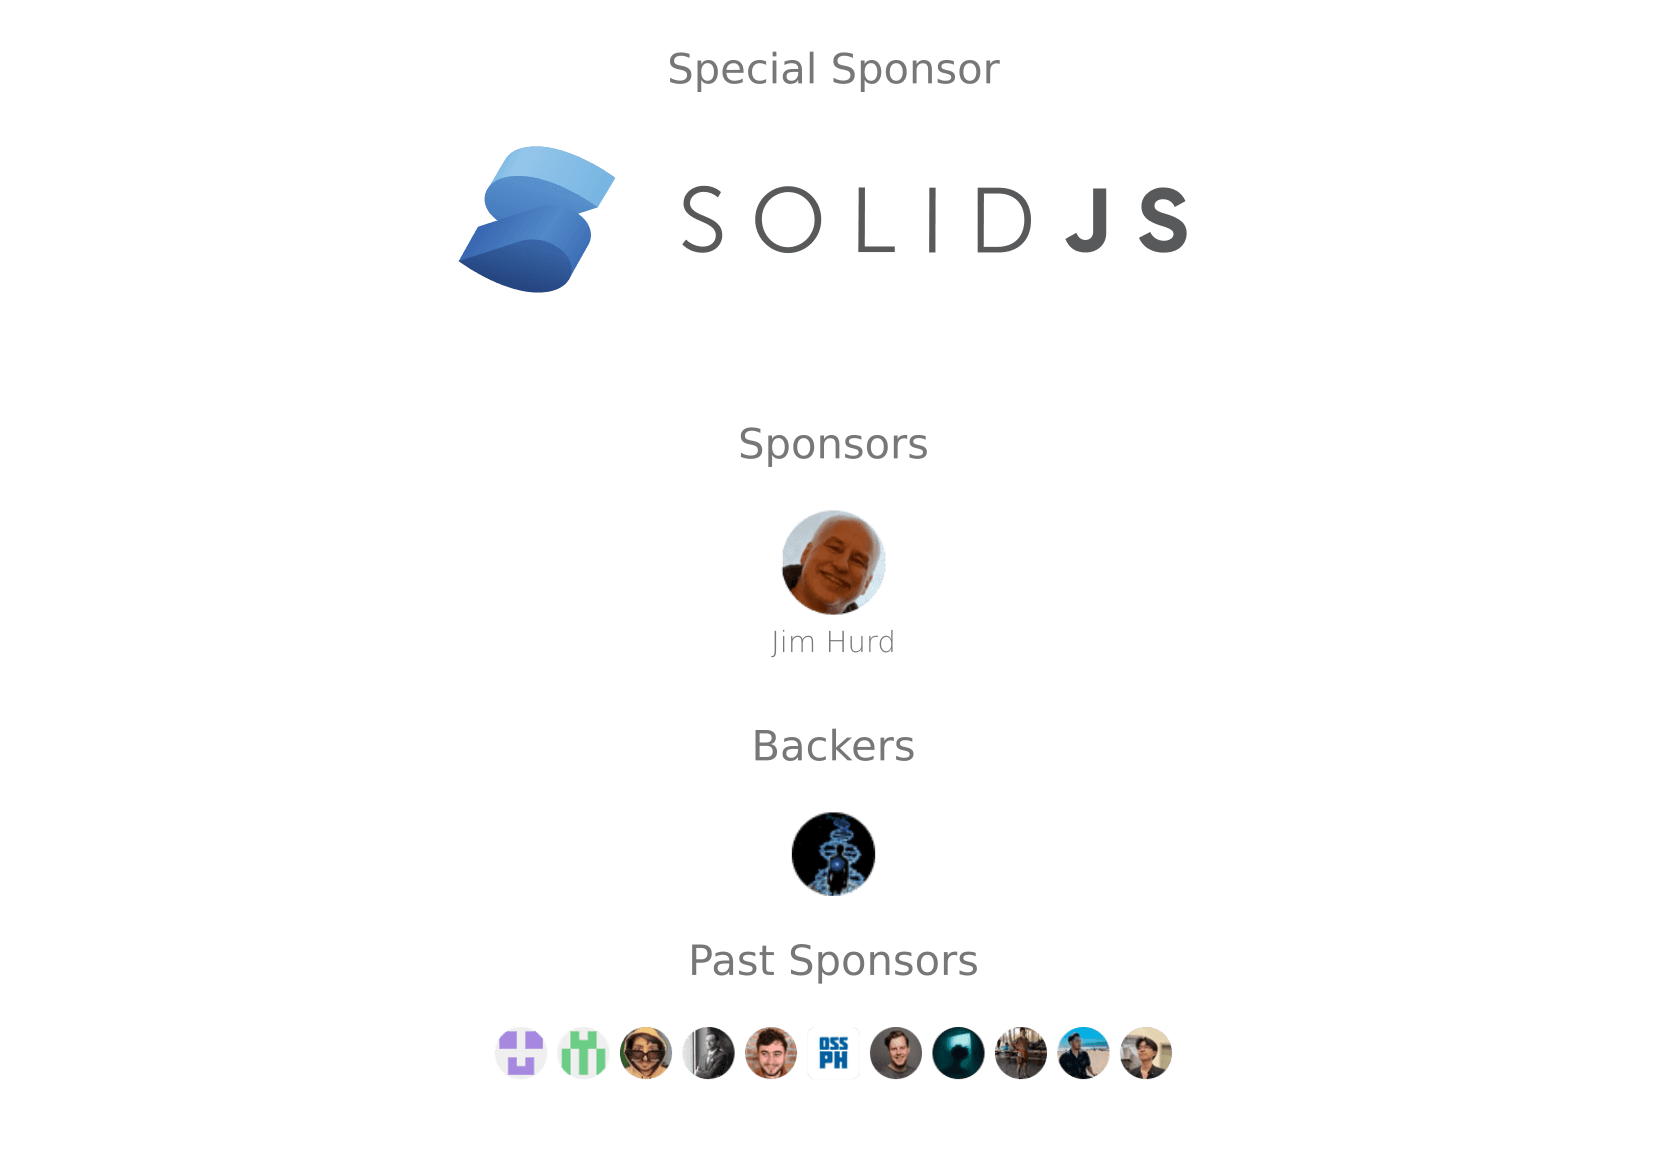 Special Sponsor
SOLIDJS
Sponsors
Jim Hurd
Backers
Past Sponsors
OSS
PH